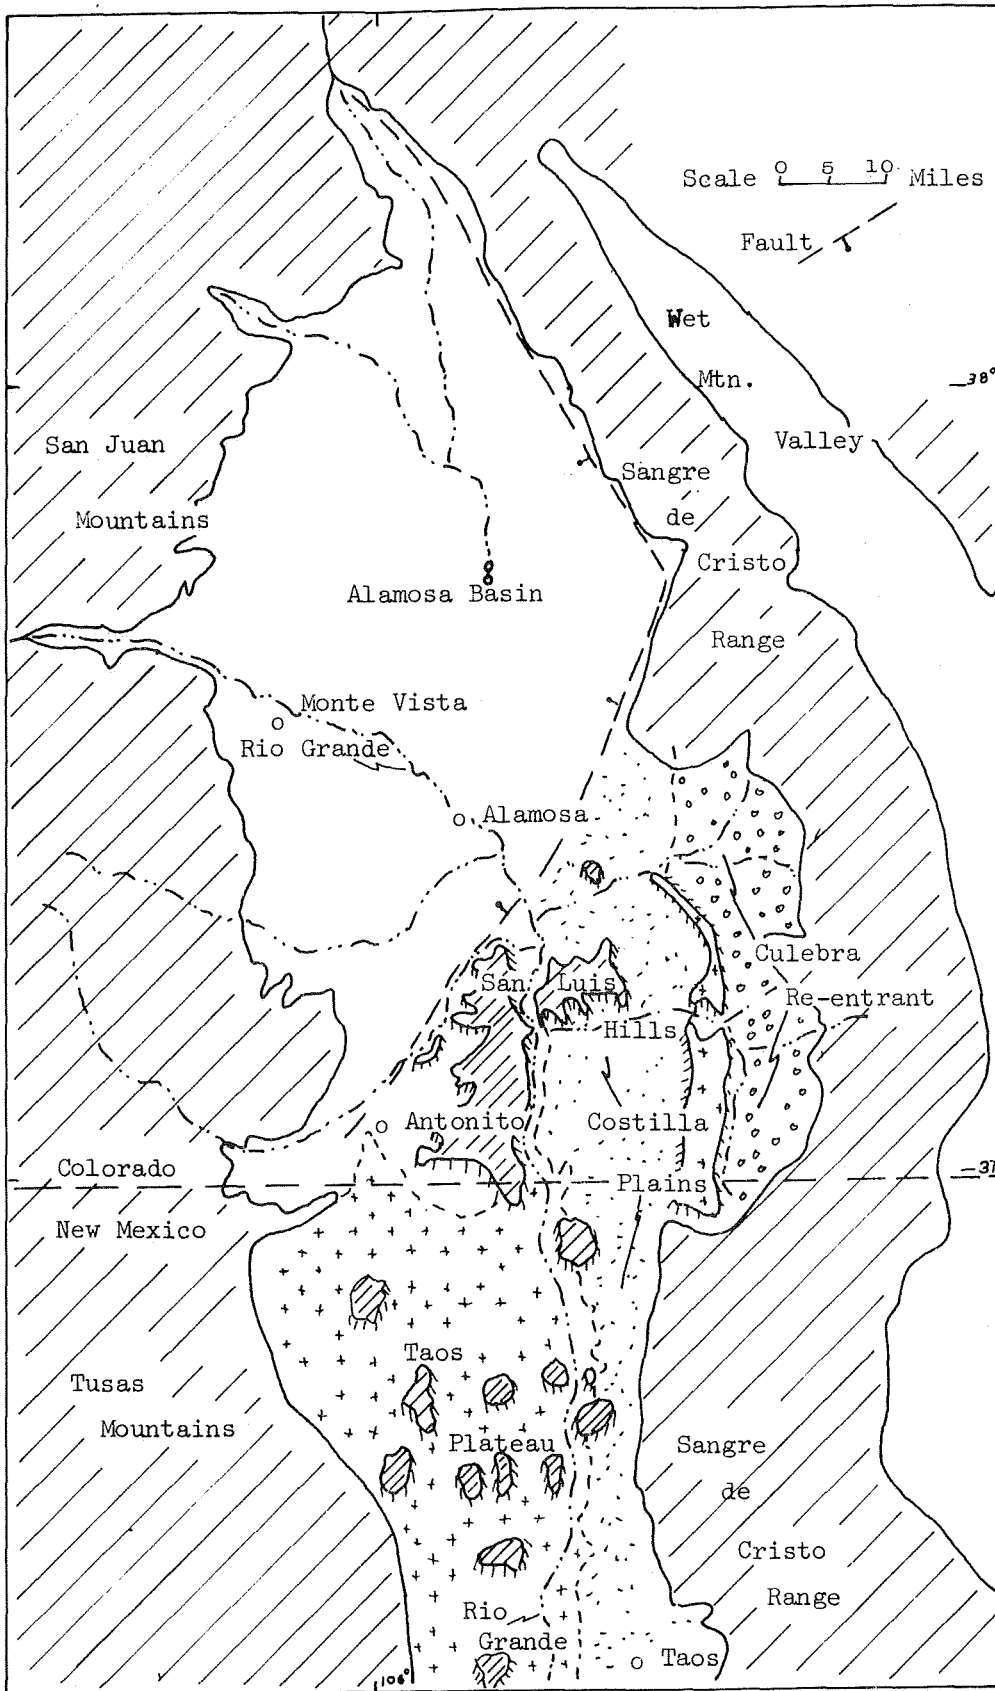 Scale 0 5 10 Miles
Fault
Wet
Mtn.
Valley
38°
San Juan
Mountains
Sangre
de
Cristo
Range
Alamosa Basin
Monte Vista
Rio Grande
Alamosa
Culebra
Re-entrant
San Luis
Hills
Antonito
Costilla
Plains
Colorado
37
New Mexico
Taos
Plateau
Tusas
Mountains
Sangre
de
Cristo
Range
Rio
Grande
Taos
106°